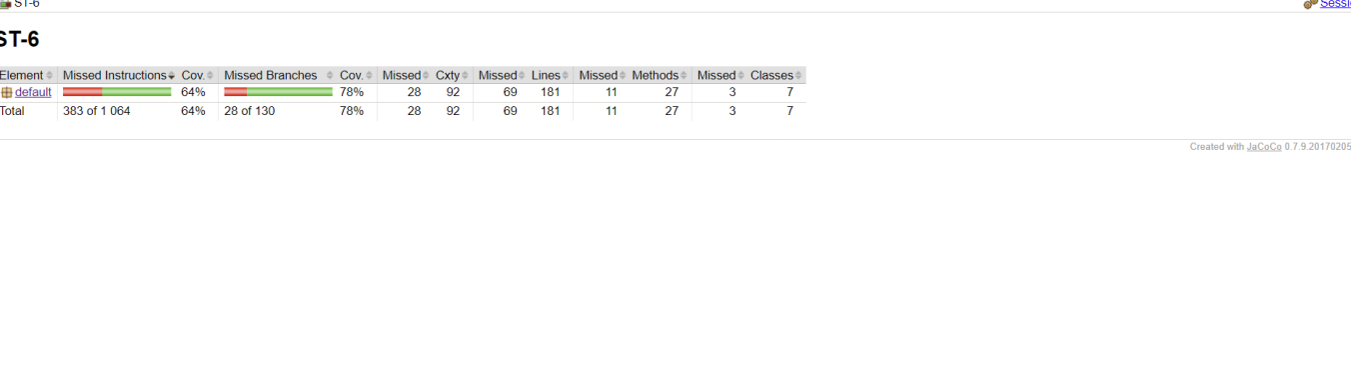 ST-6 Sessi
ST-6
Element Missed Instructions Cov. Missed Branches Cov. Missed Cxty Missed Lines Missed Methods Missed Classes
default 64% 78% 28 92 69 181 11 27 3 7
Total 383 of 1 064 64% 28 of 130 78% 28 92 69 181 11 27 3 7
Created with JaCoCo 0.7.9.20170205